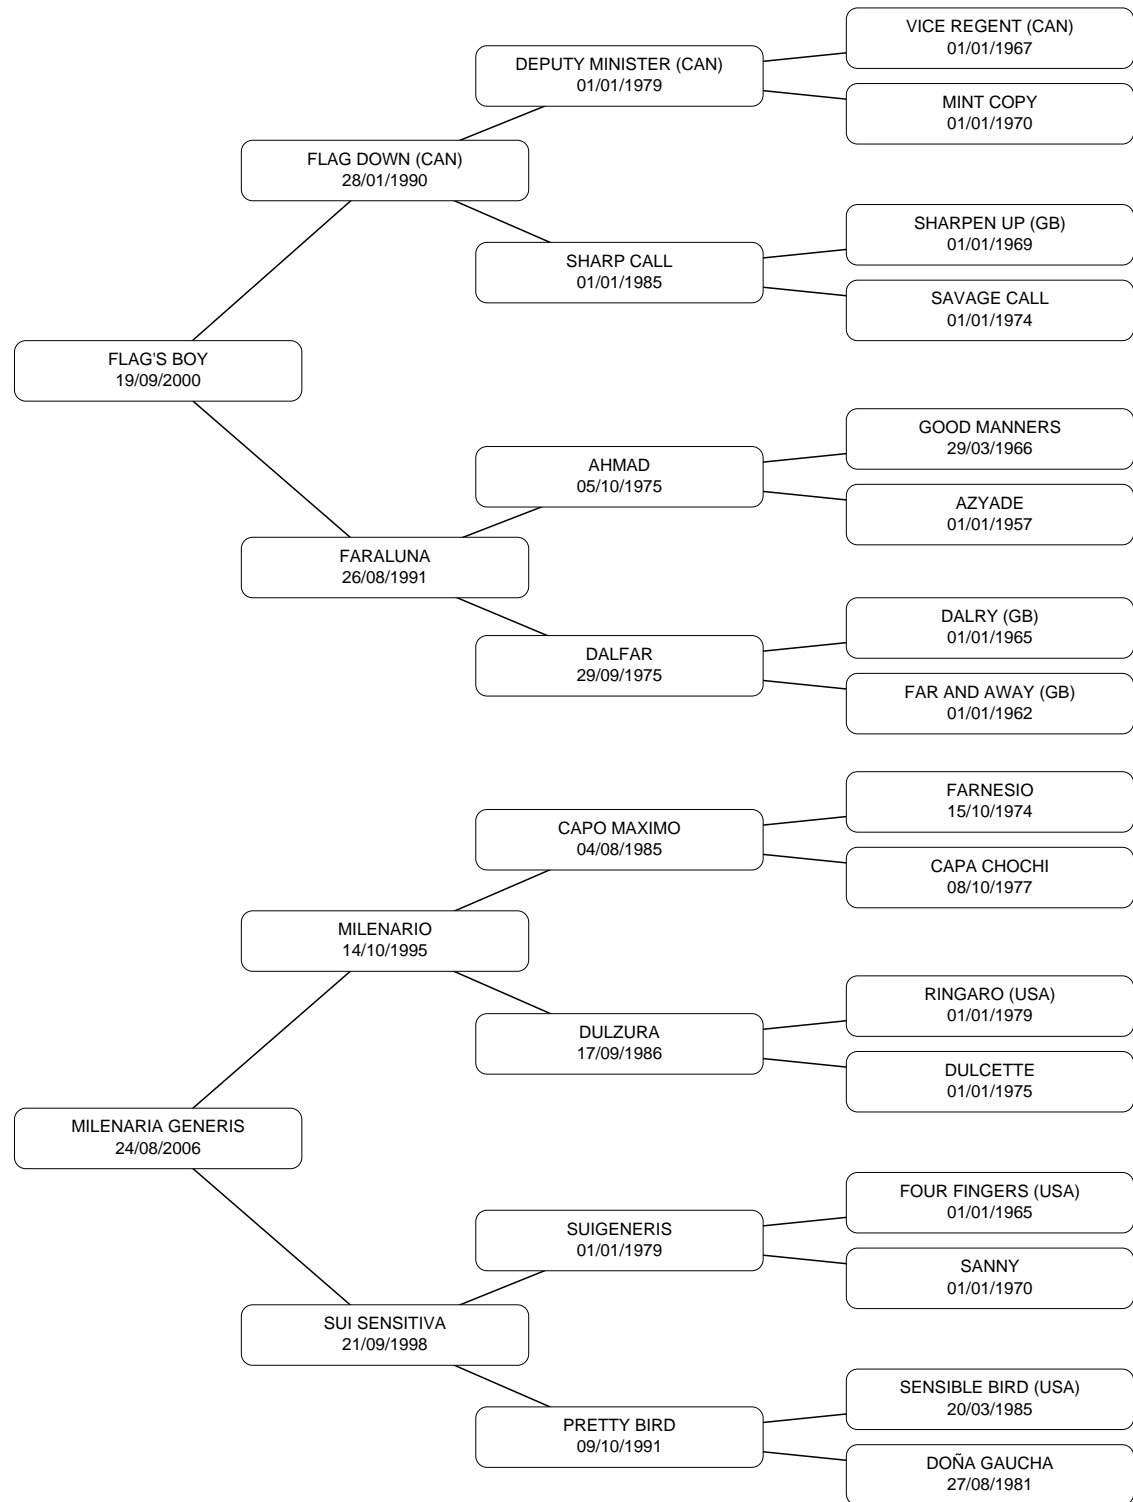 VICE REGENT (CAN)
01/01/1967
DEPUTY MINISTER (CAN)
01/01/1979
MINT COPY
01/01/1970
FLAG DOWN (CAN)
28/01/1990
SHARPEN UP (GB)
01/01/1969
SHARP CALL
01/01/1985
SAVAGE CALL
01/01/1974
FLAG'S BOY
19/09/2000
GOOD MANNERS
29/03/1966
AHMAD
05/10/1975
AZYADE
01/01/1957
FARALUNA
26/08/1991
DALRY (GB)
01/01/1965
DALFAR
29/09/1975
FAR AND AWAY (GB)
01/01/1962
FARNESIO
15/10/1974
CAPO MAXIMO
04/08/1985
CAPA CHOCHI
08/10/1977
MILENARIO
14/10/1995
RINGARO (USA)
01/01/1979
DULZURA
17/09/1986
DULCETTE
01/01/1975
MILENARIA GENERIS
24/08/2006
FOUR FINGERS (USA)
01/01/1965
SUIGENERIS
01/01/1979
SANNY
01/01/1970
SUI SENSITIVA
21/09/1998
SENSIBLE BIRD (USA)
20/03/1985
PRETTY BIRD
09/10/1991
DOÑA GAUCHA
27/08/1981